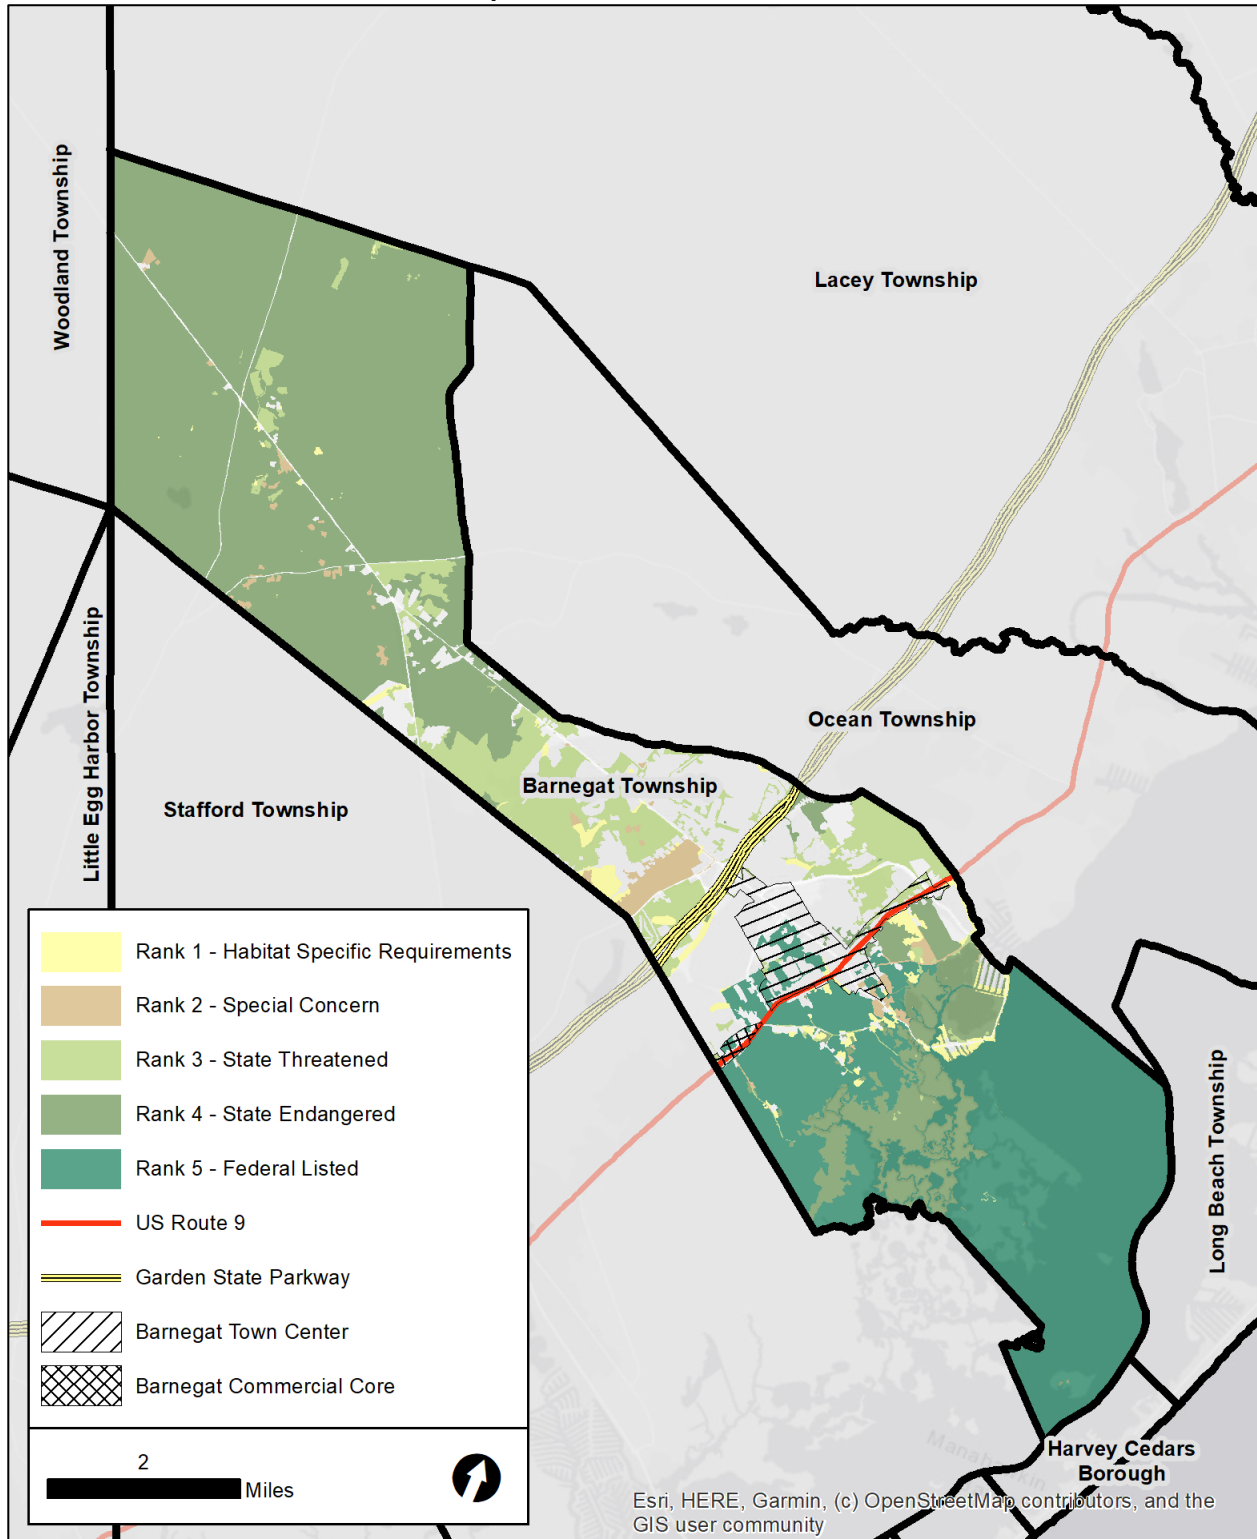 Woodland Township
Lacey Township
Ocean Township
Barnegat Township
Little Egg Harbor Township
Stafford Township
Long Beach Township
Rank 1 - Habitat Specific Requirements
Rank 2 - Special Concern
Rank 3 - State Threatened
Rank 4 - State Endangered
Rank 5 - Federal Listed
US Route 9
Garden State Parkway
Barnegat Town Center
Barnegat Commercial Core
2
Miles
Harvey Cedars
Borough
Esri, HERE, Garmin, (c) OpenStreetMap contributors, and the
GIS user community